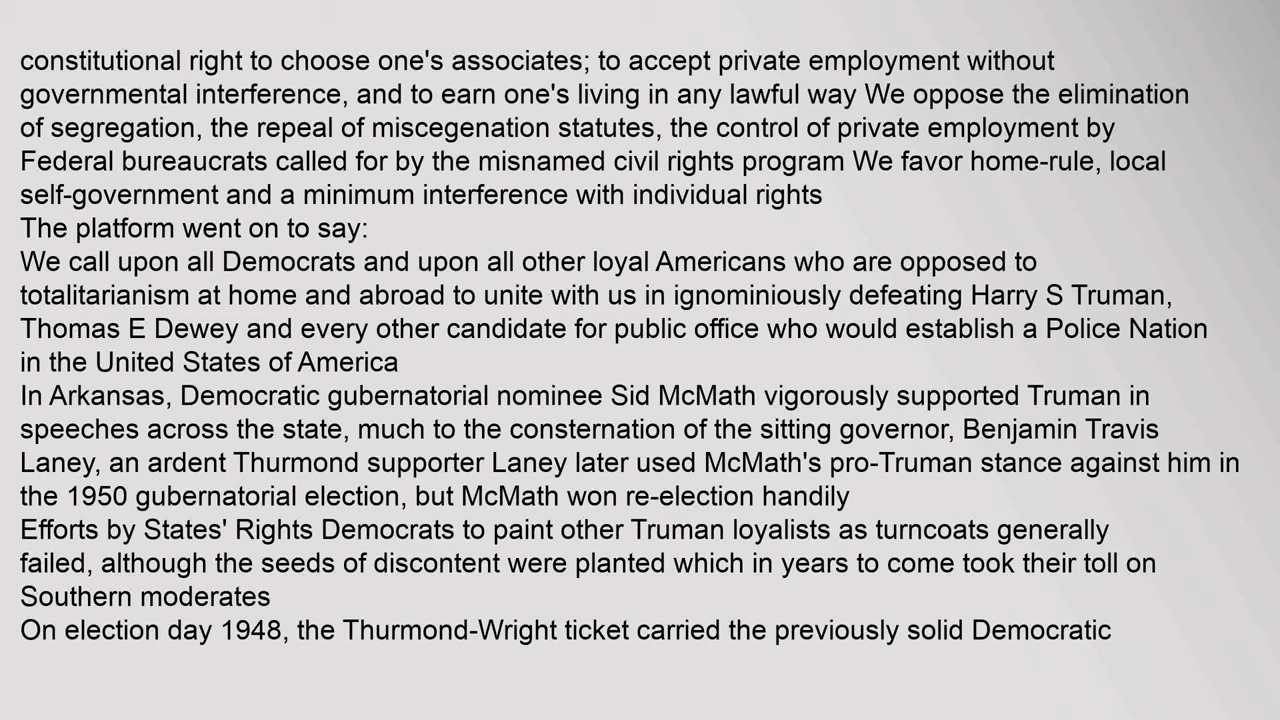 constitutional right to choose one's associates; to accept private employment without
governmental interference, and to earn one's living in any lawful way We oppose the elimination
of segregation, the repeal of miscegenation statutes, the control of private employment by
Federal bureaucrats called for by the misnamed civil rights program We favor home-rule, local
self-government and a minimum interference with individual rights
The platform went on to say:
We call upon all Democrats and upon all other loyal Americans who are opposed to
totalitarianism at home and abroad to unite with us in ignominiously defeating Harry S Truman,
Thomas E Dewey and every other candidate for public office who would establish a Police Nation
in the United States of America
In Arkansas, Democratic gubernatorial nominee Sid McMath vigorously supported Truman in
speeches across the state, much to the consternation of the sitting governor, Benjamin Travis
Laney, an ardent Thurmond supporter Laney later used McMath's pro-Truman stance against him in
the 1950 gubernatorial election, but McMath won re-election handily
Efforts by States' Rights Democrats to paint other Truman loyalists as turncoats generally
failed, although the seeds of discontent were planted which in years to come took their toll on
Southern moderates
On election day 1948, the Thurmond-Wright ticket carried the previously solid Democratic